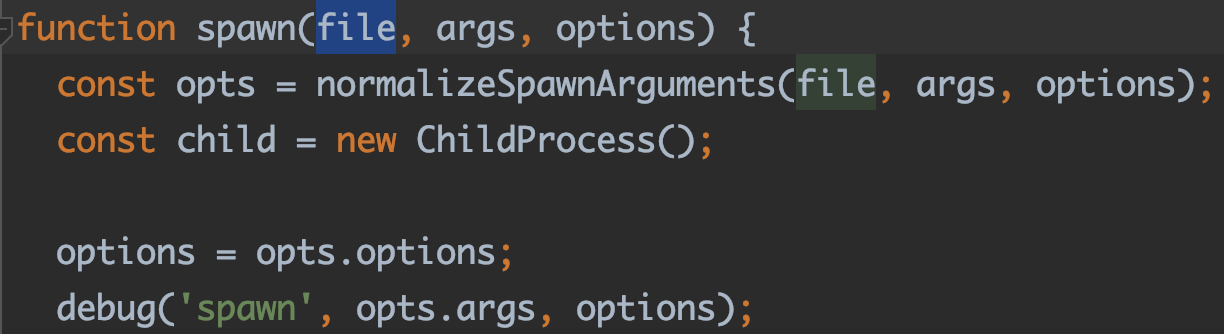 function spawn(file, args, options) {
const opts = normalizeSpawnArguments(file, args, options);
const child = new ChildProcess();
options = opts.options;
debug('spawn', opts.args, options);